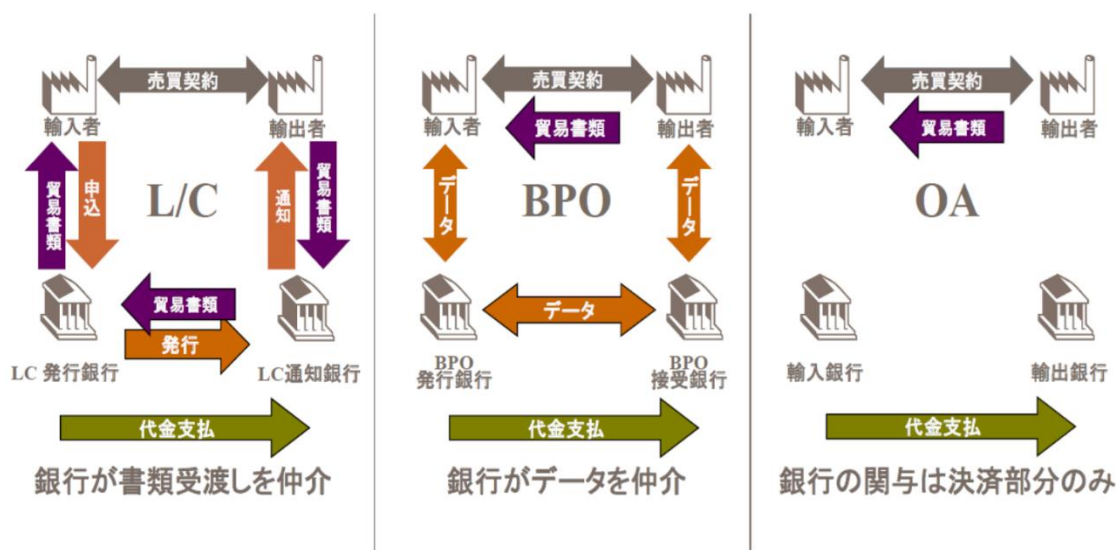 売買契約
輸入者
輸出者
貿易書類
申込
L/C
通知
貿易書類
貿易書類
発行
LC 発行銀行
LC通知銀行
代金支払
銀行が書類受渡しを仲介
売買契約
輸入者
貿易書類
輸出者
データ
BPO
データ
データ
BPO
発行銀行
BPO
接受銀行
代金支払
銀行がデータを仲介
売買契約
輸入者
貿易書類
輸出者
OA
輸入銀行
輸出銀行
代金支払
銀行の関与は決済部分のみ